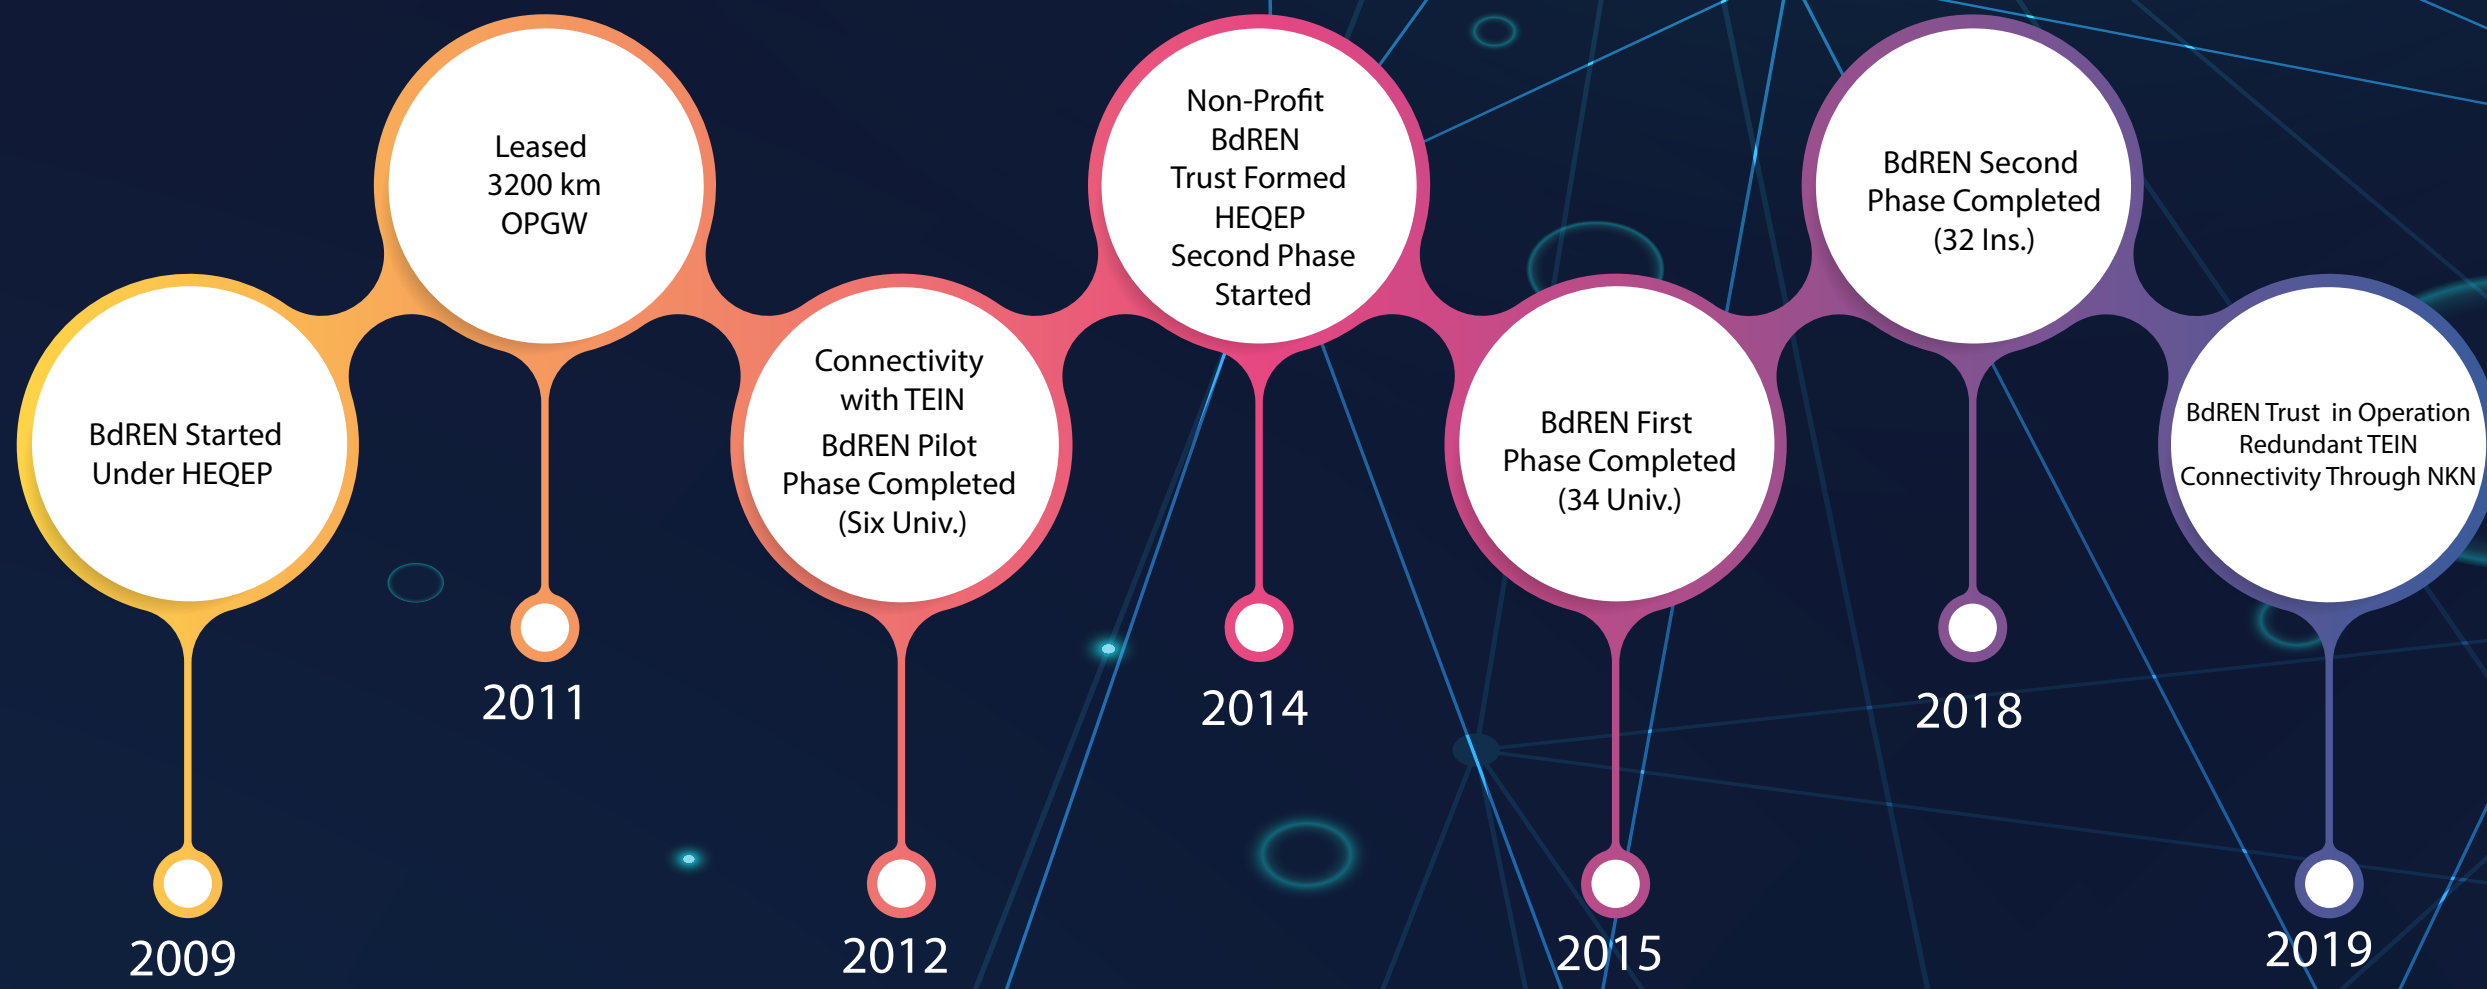 BdREN Started
Under HEQEP
2009
Leased
3200 km
OPGW
2011
Connectivity
with TEIN
BdREN Pilot
Phase Completed
(Six Univ.)
2012
Non-Profit
BdREN
Trust Formed
HEQEP
Second Phase
Started
2014
BdREN First
Phase Completed
(34 Univ.)
2015
BdREN Second
Phase Completed
(32 Ins.)
2018
BdREN Trust in Operation
Redundant TEIN
Connectivity Through NKN
2019